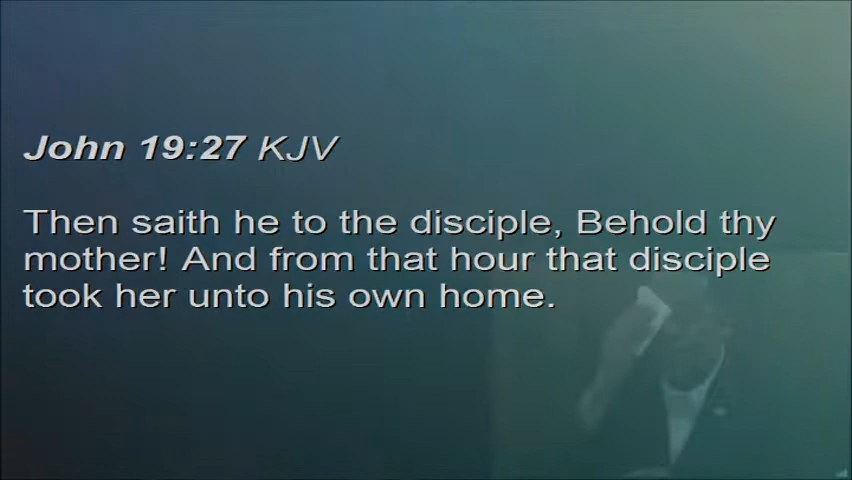 John 19:27 KJV
Then saith he to the disciple, Behold thy
mother! And from that hour that disciple
took her unto his own home.